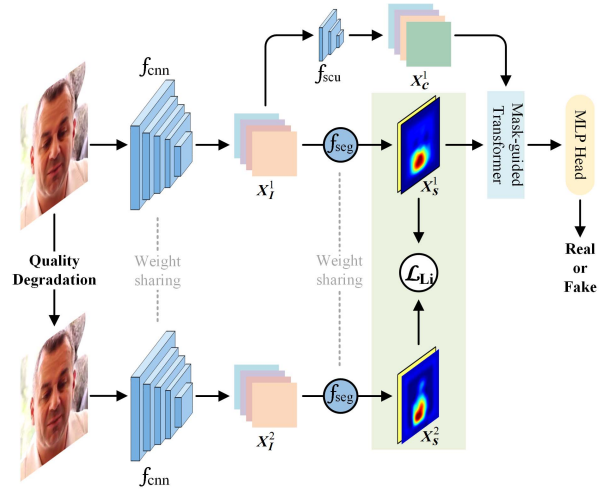 f_cnn
f_scu
X_C^1
X_I^1
f_seg
X_S^1
Mask-guided
Transformer
MLP Head
Quality
Degradation
Weight
sharing
Weight
sharing
𝓛_Li
Real
or
Fake
f_cnn
X_I^2
f_seg
X_S^2